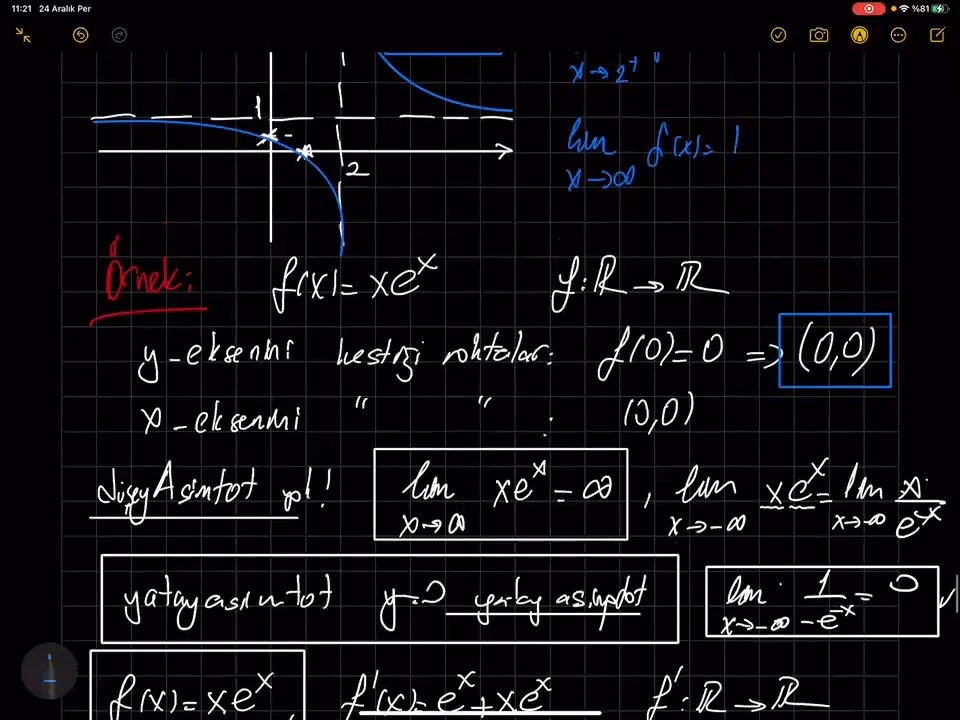 11:21 24 Aralık Per %81
x→2⁺
1
lim f(x)=1
x→∞
2
Örnek: f(x)=xeˣ f:ℝ→ℝ
y-eksenini kestiği noktalar: f(0)=0 => (0,0)
x-eksenini " " : (0,0)
düşey Asimtot yok! lim x→∞ xeˣ=∞ , lim x→-∞ xeˣ= lim x→-∞ x/e⁻ˣ
yatay asimtot y=0 yatay asimptot lim x→-∞ 1/-e⁻ˣ = 0 ✓
f(x)=xeˣ, f'(x)=eˣ+xeˣ f':ℝ→ℝ